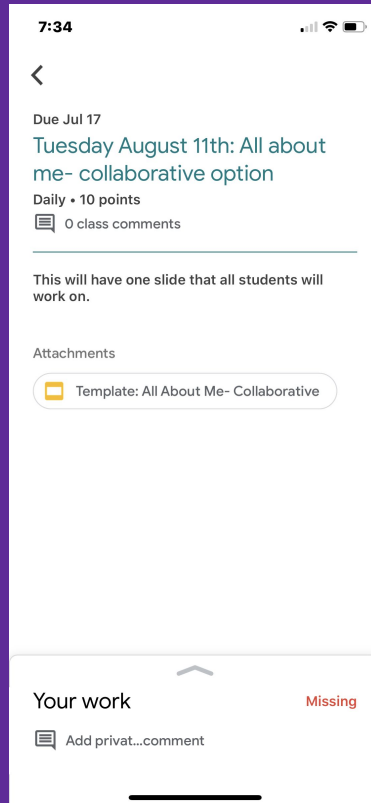 7:34
Due Jul 17
Tuesday August 11th: All about
me- collaborative option
Daily • 10 points
0 class comments
This will have one slide that all students will
work on.
Attachments
Template: All About Me- Collaborative
Your work
Missing
Add privat...comment